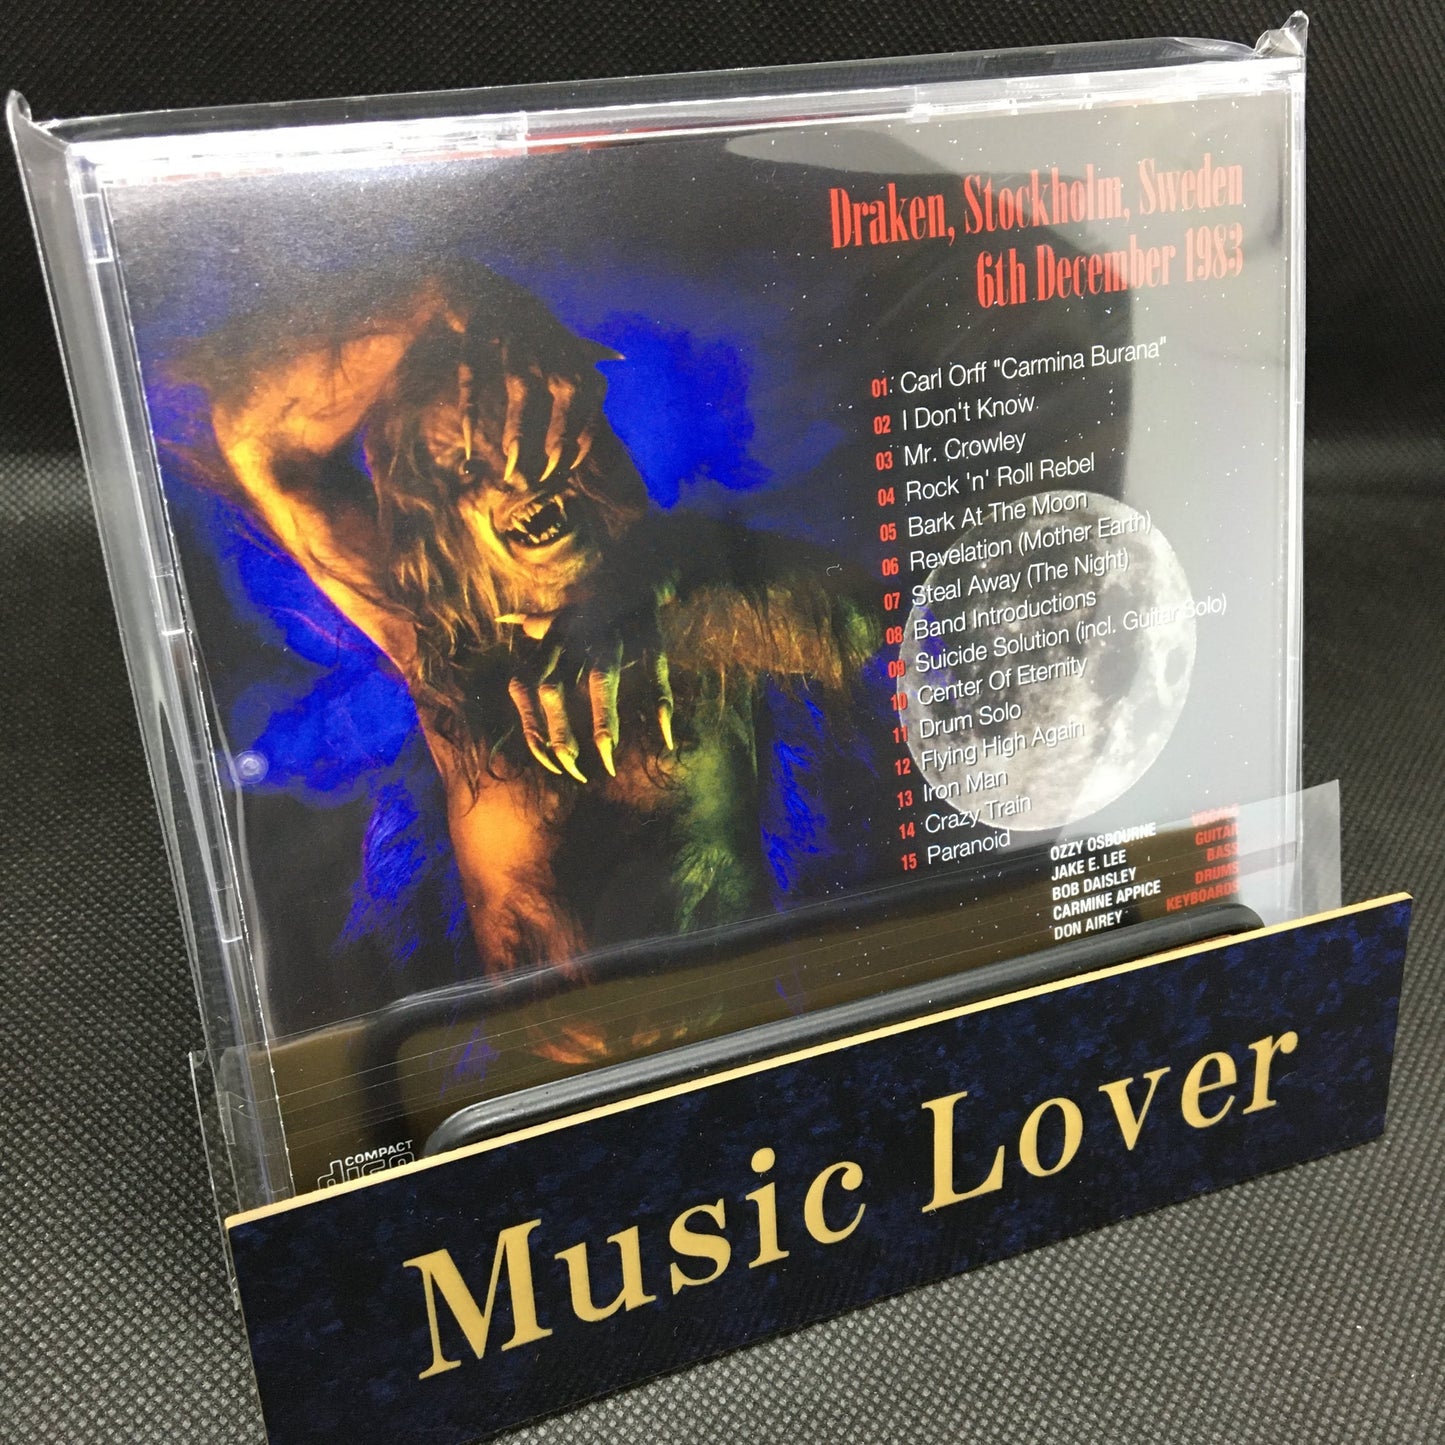 Draken, Stockholm, Sweden
6th December 1983
01: Carl Orff "Carmina Burana"
02 I Don't Know
03 Mr. Crowley
04 Rock 'n' Roll Rebel
05 Bark At The Moon
06 Revelation (Mother Earth)
07 Steal Away (The Night)
08 Band Introductions
09 Suicide Solution (incl. Guitar Solo)
10 Center Of Eternity
11 Drum Solo
12 Flying High Again
13 Iron Man
14 Crazy Train
15 Paranoid
OZZY OSBOURNE VOCALS
JAKE E. LEE GUITAR
BOB DAISLEY BASS
CARMINE APPICE DRUMS
DON AIREY KEYBOARDS
COMPACT
disc
Music Lover